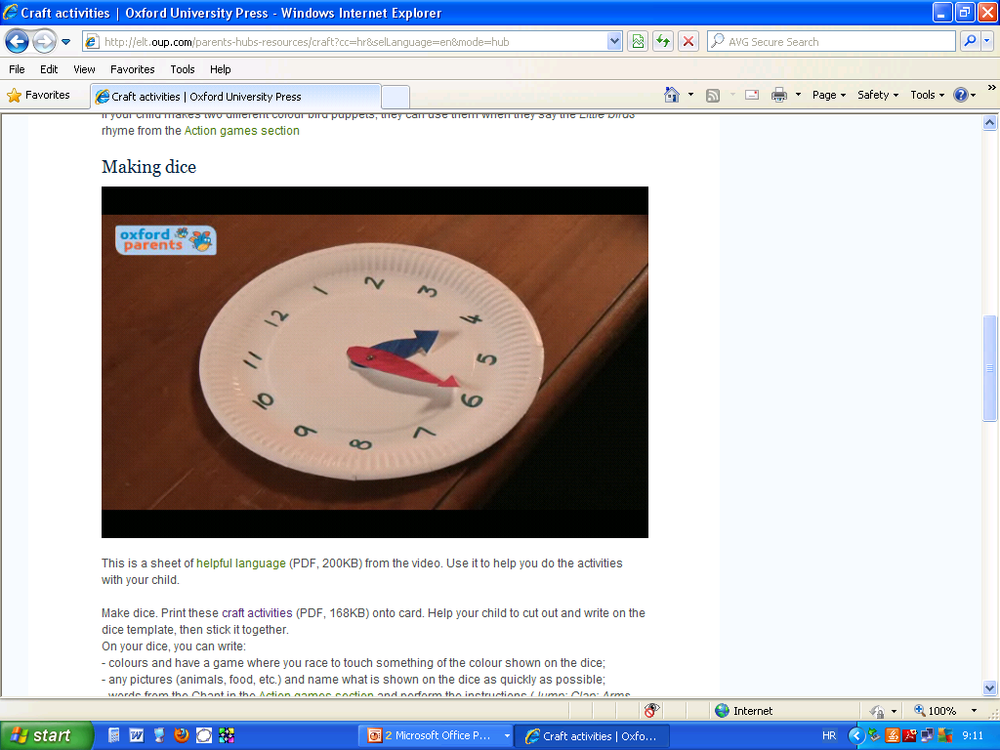 Craft activities | Oxford University Press - Windows Internet Explorer
http://elt.oup.com/parents-hubs-resources/craft?cc=hr&selLanguage=en&mode=hub
AVG Secure Search
File Edit View Favorites Tools Help
Favorites
Craft activities | Oxford University Press
Page Safety Tools
If your child makes two different colour bird puppets, they can use them when they say the Little birds
rhyme from the Action games section
Making dice
oxford
parents
1
2
3
4
5
6
7
8
9
10
11
12
This is a sheet of helpful language (PDF, 200KB) from the video. Use it to help you do the activities
with your child.
Make dice. Print these craft activities (PDF, 168KB) onto card. Help your child to cut out and write on the
dice template, then stick it together.
On your dice, you can write:
- colours and have a game where you race to touch something of the colour shown on the dice;
- any pictures (animals, food, etc.) and name what is shown on the dice as quickly as possible;
- words from the Chant in the Action games section and perform the instructions (Jump; Clap; Arms
Internet
100%
start
2 Microsoft Office P...
Craft activities | Oxfo...
HR
9:11